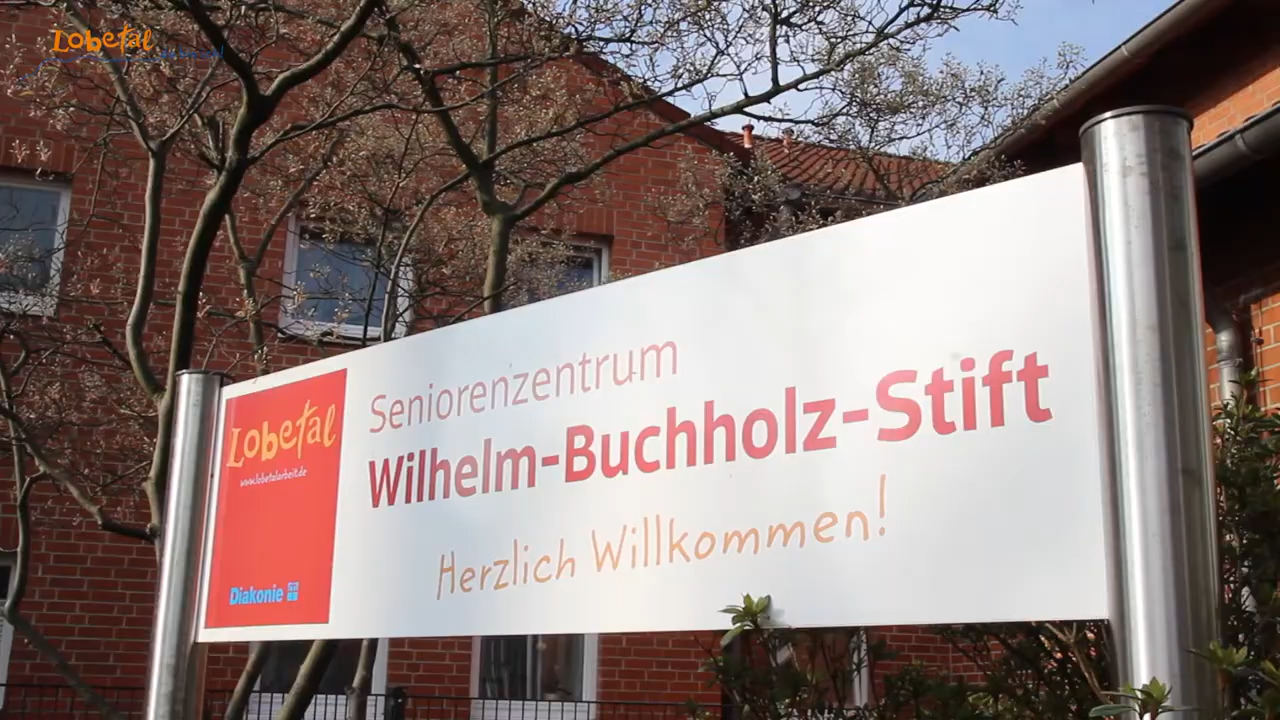 Lobetal
Seniorenzentrum
Wilhelm-Buchholz-Stift
Herzlich Willkommen!
Lobetal
www.lobetalarbeit.de
Diakonie